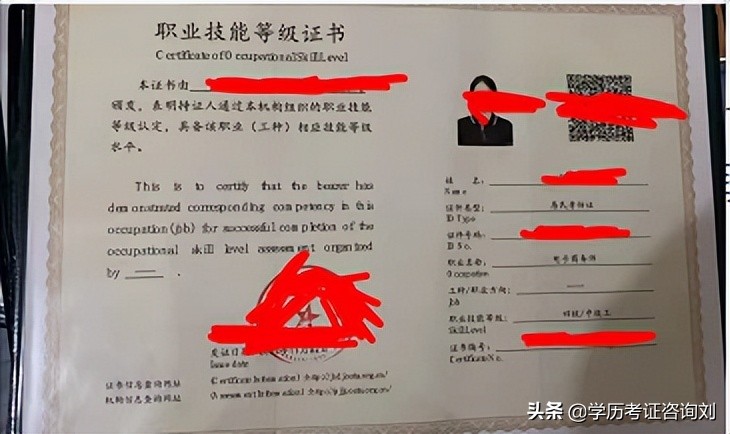 职业技能等级证书
Certificate of Occupational Skill Level
本证书由
颁发，表明持证人通过本机构组织的职业技能
等级认定，具备该职业（工种）相应技能等级
水平。
This is to certify that the bearer has
demonstrated corresponding competency in this
occupation(job) for successful completion of the
occupational skill level assessment organized
by
发证日期
Issue date
证书信息查询网址
机构信息查询网址
姓 名：
Name
证件类型： 居民身份证
ID Type
证件号码：
ID No.
职业名称： 电子商务师
Occupation
工种/职业方向：
Job
职业技能等级： 四级/中级工
Skill Level
证书编号：
Certificate No.
头条 @学历考证咨询刘